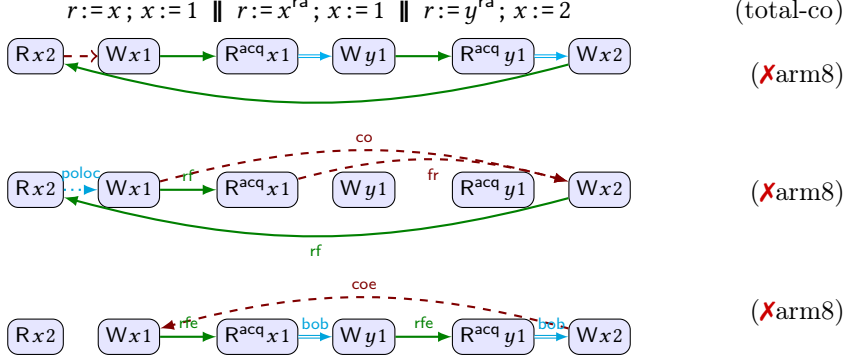 r := x ; x := 1 ⫴ r := x^ra ; x := 1 ⫴ r := y^ra ; x := 2 (total-co)
Rx2 Wx1 R^acq x1 Wy1 R^acq y1 Wx2 (✗arm8)
co
poloc rf fr
Rx2 Wx1 R^acq x1 Wy1 R^acq y1 Wx2 (✗arm8)
rf
coe (✗arm8)
rfe bob rfe bob
Rx2 Wx1 R^acq x1 Wy1 R^acq y1 Wx2